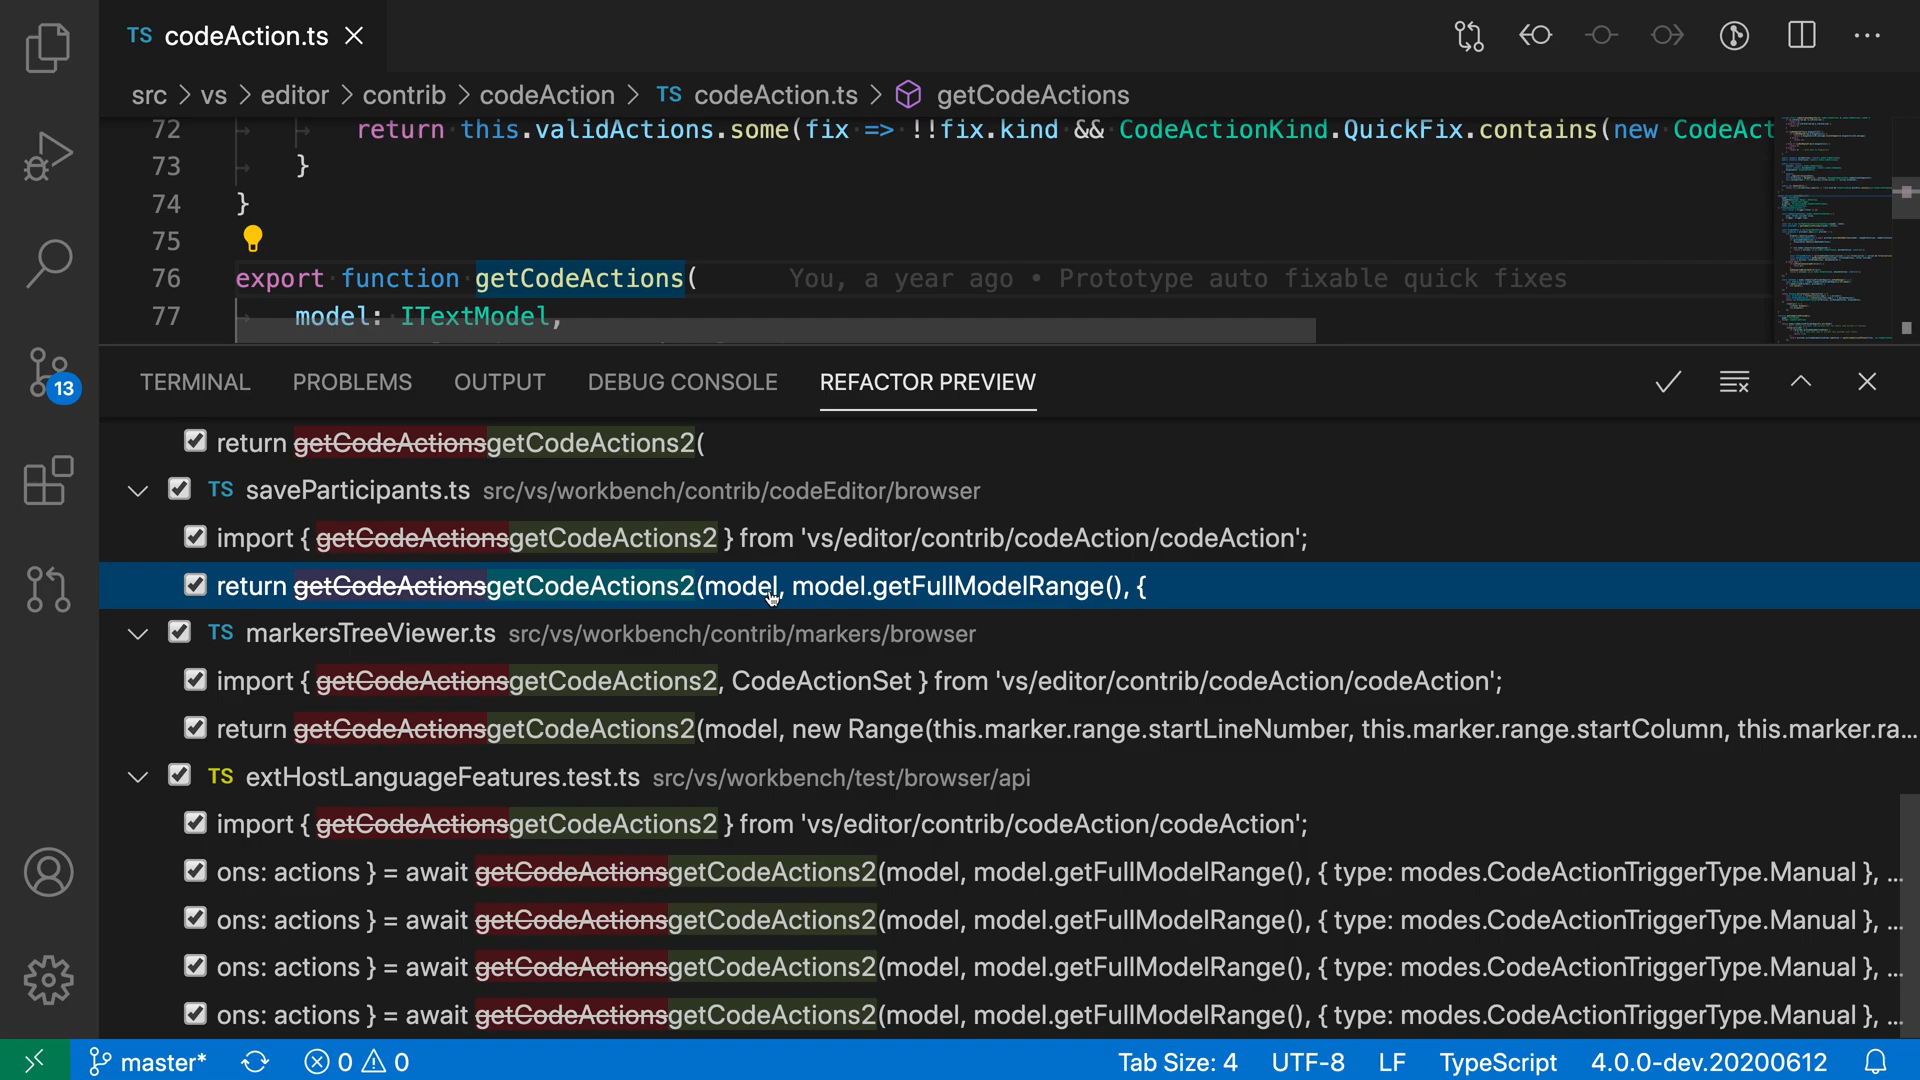 TS codeAction.ts
src > vs > editor > contrib > codeAction > TS codeAction.ts > getCodeActions
72 return this.validActions.some(fix => !!fix.kind && CodeActionKind.QuickFix.contains(new CodeAct
73 }
74 }
75
76 export function getCodeActions( You, a year ago • Prototype auto fixable quick fixes
77 model: ITextModel,
13
TERMINAL PROBLEMS OUTPUT DEBUG CONSOLE REFACTOR PREVIEW
return getCodeActionsgetCodeActions2(
TS saveParticipants.ts src/vs/workbench/contrib/codeEditor/browser
import { getCodeActionsgetCodeActions2 } from 'vs/editor/contrib/codeAction/codeAction';
return getCodeActionsgetCodeActions2(model, model.getFullModelRange(), {
TS markersTreeViewer.ts src/vs/workbench/contrib/markers/browser
import { getCodeActionsgetCodeActions2, CodeActionSet } from 'vs/editor/contrib/codeAction/codeAction';
return getCodeActionsgetCodeActions2(model, new Range(this.marker.range.startLineNumber, this.marker.range.startColumn, this.marker.ra...
TS extHostLanguageFeatures.test.ts src/vs/workbench/test/browser/api
import { getCodeActionsgetCodeActions2 } from 'vs/editor/contrib/codeAction/codeAction';
ons: actions } = await getCodeActionsgetCodeActions2(model, model.getFullModelRange(), { type: modes.CodeActionTriggerType.Manual }, ...
ons: actions } = await getCodeActionsgetCodeActions2(model, model.getFullModelRange(), { type: modes.CodeActionTriggerType.Manual }, ...
ons: actions } = await getCodeActionsgetCodeActions2(model, model.getFullModelRange(), { type: modes.CodeActionTriggerType.Manual }, ...
ons: actions } = await getCodeActionsgetCodeActions2(model, model.getFullModelRange(), { type: modes.CodeActionTriggerType.Manual }, ...
master* 0 0 Tab Size: 4 UTF-8 LF TypeScript 4.0.0-dev.20200612